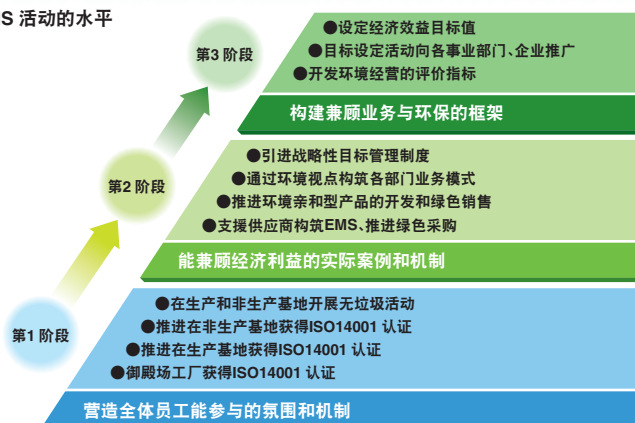 S 活动的水平
●设定经济效益目标值
●目标设定活动向各事业部门、企业推广
●开发环境经营的评价指标
第3 阶段
构建兼顾业务与环保的框架
●引进战略性目标管理制度
●通过环境视点构筑各部门业务模式
●推进环境亲和型产品的开发和绿色销售
●支援供应商构筑EMS、推进绿色采购
第2 阶段
能兼顾经济利益的实际案例和机制
●在生产和非生产基地开展无垃圾活动
●推进在非生产基地获得ISO14001 认证
●推进在生产基地获得ISO14001 认证
●御殿场工厂获得ISO14001 认证
第1 阶段
营造全体员工能参与的氛围和机制